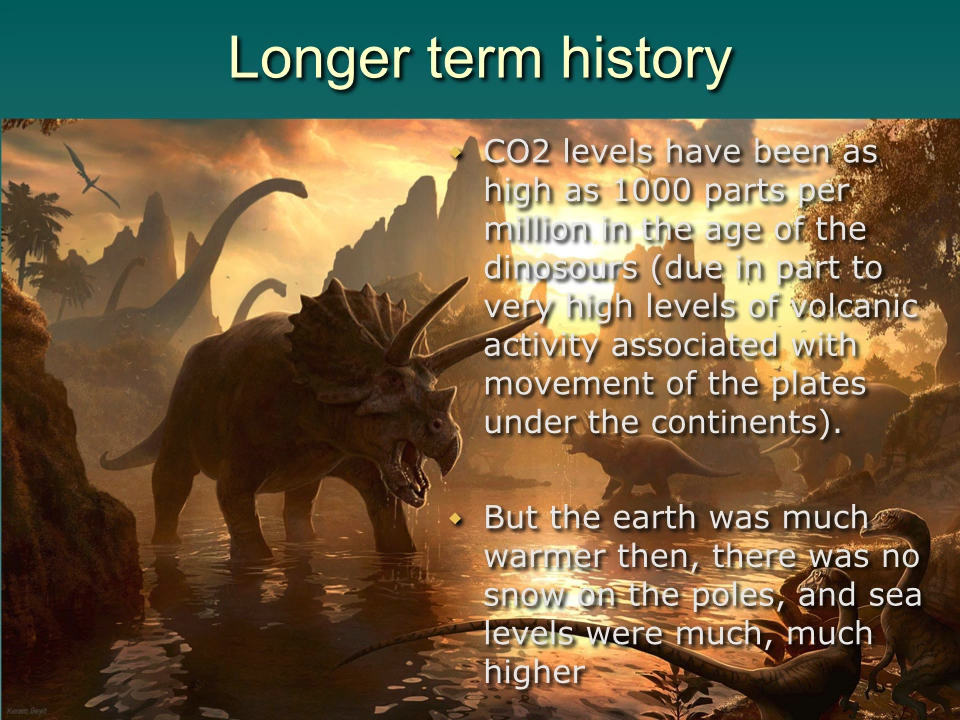 Longer term history
CO2 levels have been as
high as 1000 parts per
million in the age of the
dinosours (due in part to
very high levels of volcanic
activity associated with
movement of the plates
under the continents).
But the earth was much
warmer then, there was no
snow on the poles, and sea
levels were much, much
higher